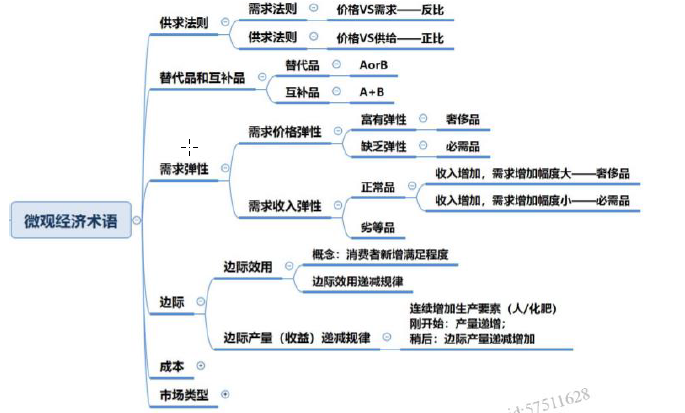 需求法则
价格VS需求——反比
供求法则
供求法则
价格VS供给——正比
替代品和互补品
替代品
AorB
互补品
A+B
需求弹性
需求价格弹性
富有弹性
奢侈品
缺乏弹性
必需品
需求收入弹性
正常品
收入增加，需求增加幅度大——奢侈品
收入增加，需求增加幅度小——必需品
劣等品
微观经济术语
边际
边际效用
概念：消费者新增满足程度
边际效用递减规律
边际产量（收益）递减规律
连续增加生产要素（人/化肥）
刚开始：产量递增；
稍后：边际产量递减增加
成本
市场类型
id:57511628